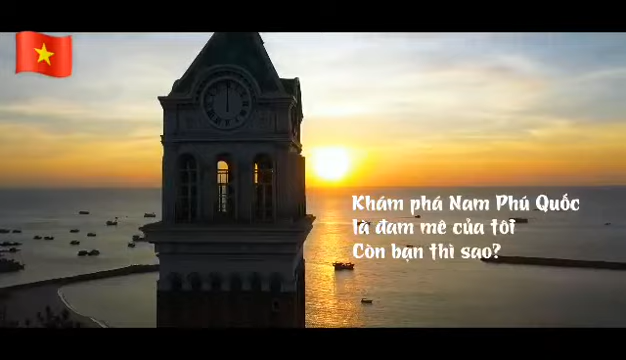 Khám phá Nam Phú Quốc
là đam mê của tôi
Còn bạn thì sao?